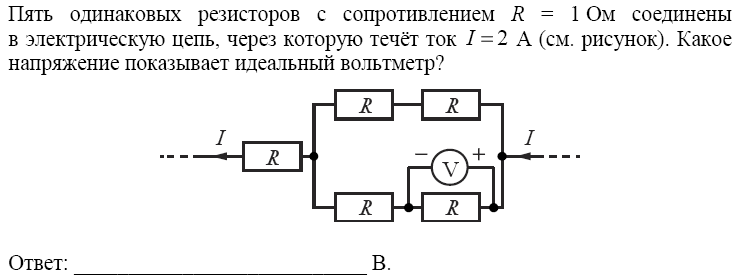 Пять одинаковых резисторов с сопротивлением R = 1 Ом соединены
в электрическую цепь, через которую течёт ток I = 2 А (см. рисунок). Какое
напряжение показывает идеальный вольтметр?
R R
I I
R
− V +
R R
Ответ: ___________________________ В.